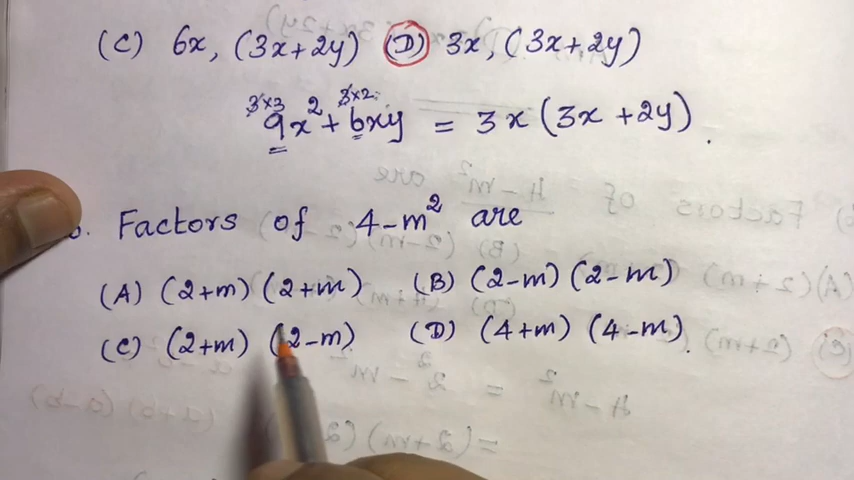 (C) 6x, (3x+2y) (D) 3x, (3x+2y)
3×3 3×2
9x² + 6xy = 3x (3x + 2y).
Factors of 4-m² are
(A) (2+m) (2+m) (B) (2-m) (2-m)
(C) (2+m) (2-m) (D) (4+m) (4-m).